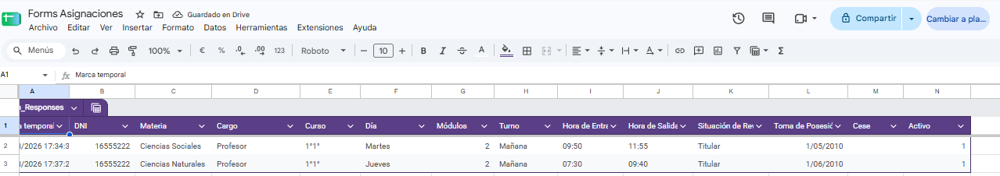 Forms Asignaciones Guardado en Drive
Archivo Editar Ver Insertar Formato Datos Herramientas Extensiones Ayuda
Compartir Cambiar a pla...
Menús 100% € % .0 .00 123 Roboto 10 B I S A A Σ
A1 fx Marca temporal
A B C D E F G H I J K L M N
_Responses
1 temporal DNI Materia Cargo Curso Día Módulos Turno Hora de Entra Hora de Salida Situación de Rev Toma de Posesió Cese Activo
2 /2026 17:34:3 16555222 Ciencias Sociales Profesor 1°1° Martes 2 Mañana 09:50 11:55 Titular 1/05/2010 1
3 /2026 17:37:2 16555222 Ciencias Naturales Profesor 1°1° Jueves 2 Mañana 07:30 09:40 Titular 1/06/2010 1